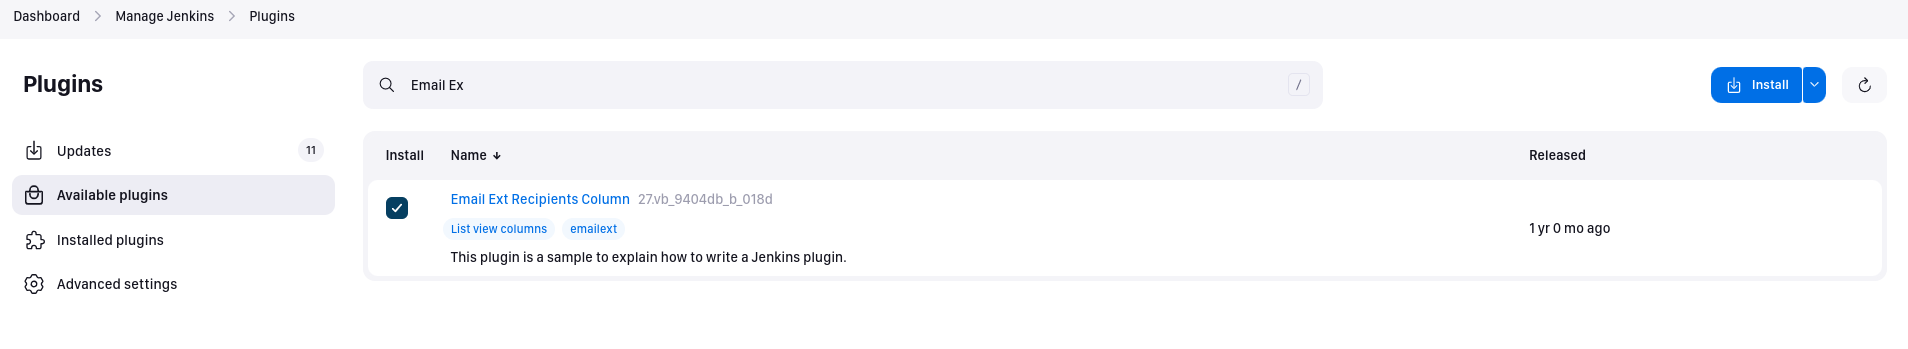 Dashboard > Manage Jenkins > Plugins
Plugins
Email Ex /
Install
Updates 11
Available plugins
Installed plugins
Advanced settings
Install Name ↓ Released
Email Ext Recipients Column 27.vb_9404db_b_018d
List view columns emailext
This plugin is a sample to explain how to write a Jenkins plugin.
1 yr 0 mo ago